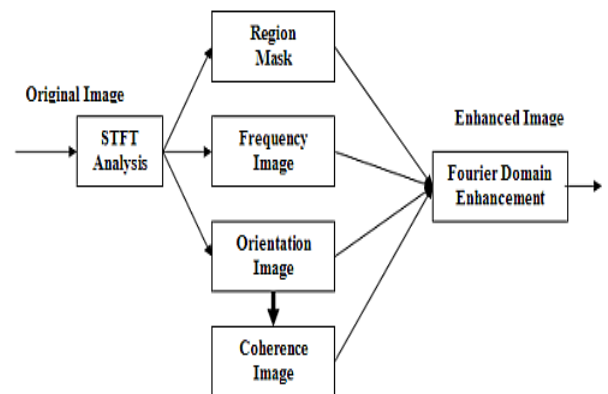 Original Image
STFT
Analysis
Region
Mask
Frequency
Image
Orientation
Image
Coherence
Image
Enhanced Image
Fourier Domain
Enhancement